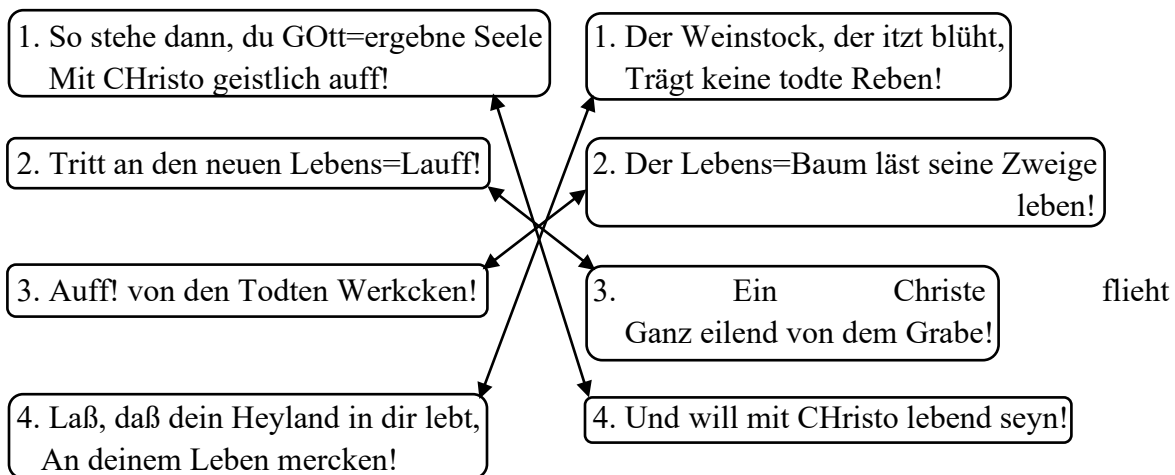 1. So stehe dann, du GOtt=ergebne Seele
Mit CHristo geistlich auff!
2. Tritt an den neuen Lebens=Lauff!
3. Auff! von den Todten Werkcken!
4. Laß, daß dein Heyland in dir lebt,
An deinem Leben mercken!
1. Der Weinstock, der itzt blüht,
Trägt keine todte Reben!
2. Der Lebens=Baum läst seine Zweige
leben!
3. Ein Christe flieht
Ganz eilend von dem Grabe!
4. Und will mit CHristo lebend seyn!